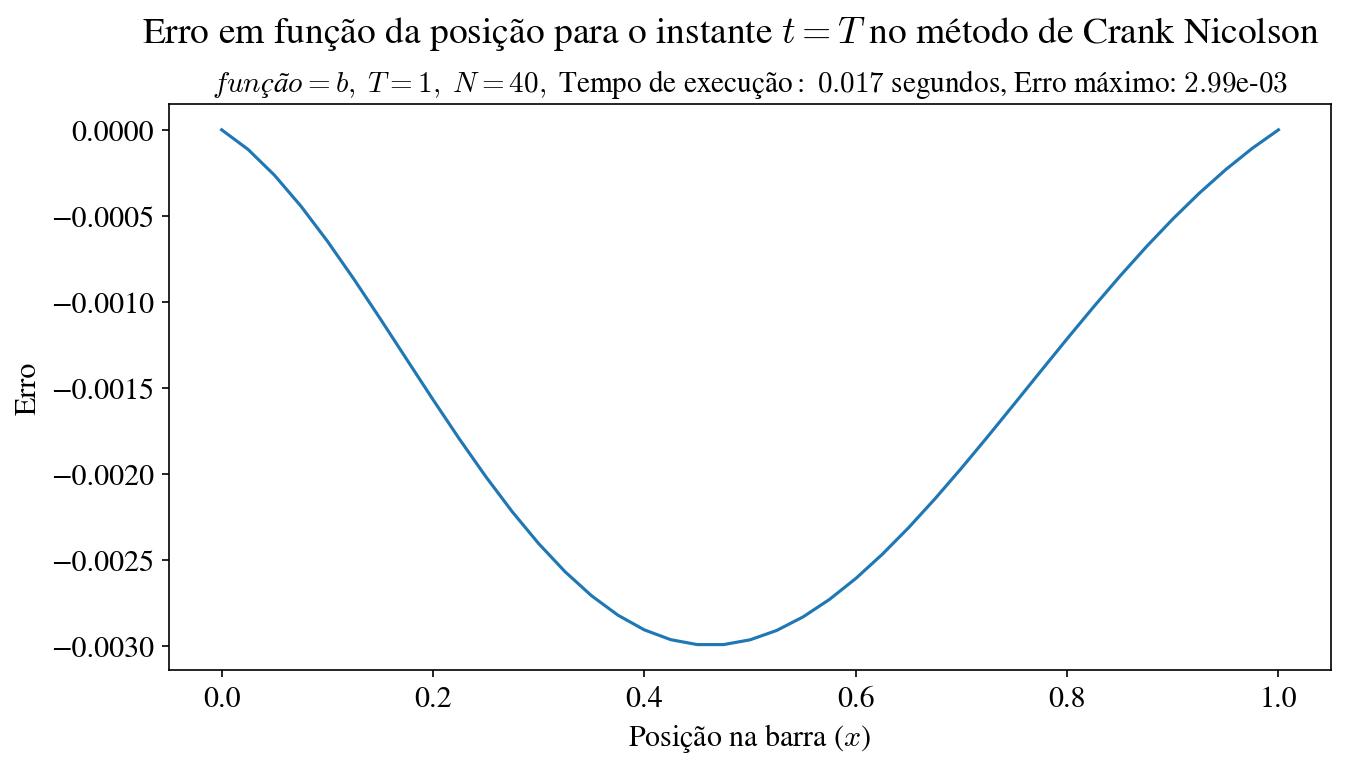 Erro em função da posição para o instante t = T no método de Crank Nicolson
função = b, T = 1, N = 40, Tempo de execução : 0.017 segundos, Erro máximo: 2.99e-03
0.0000
−0.0005
−0.0010
−0.0015
−0.0020
−0.0025
−0.0030
Erro
0.0 0.2 0.4 0.6 0.8 1.0
Posição na barra (x)